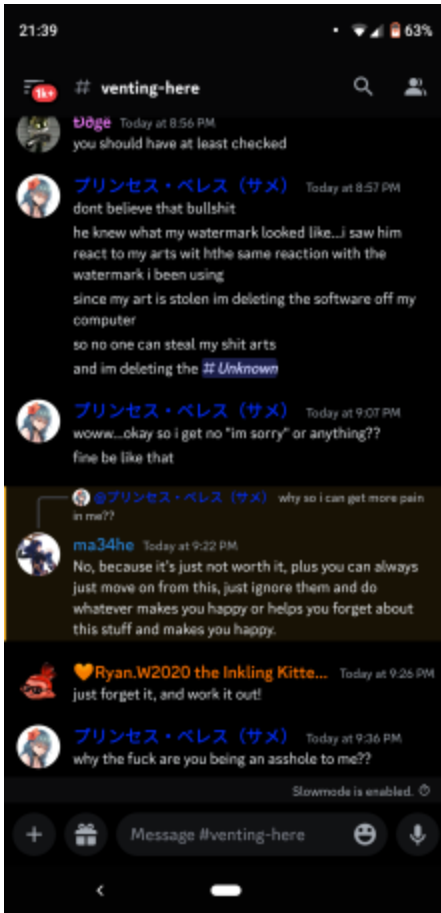 21:39
63%
1k+
# venting-here
Ðôge Today at 8:56 PM
you should have at least checked
プリンセス・ベレス（サメ） Today at 8:57 PM
dont believe that bullshit
he knew what my watermark looked like...i saw him
react to my arts wit hthe same reaction with the
watermark i been using
since my art is stolen im deleting the software off my
computer
so no one can steal my shit arts
and im deleting the # Unknown
プリンセス・ベレス（サメ） Today at 9:07 PM
woww...okay so i get no "im sorry" or anything??
fine be like that
@プリンセス・ベレス（サメ） why so i can get more pain
in me??
ma34he Today at 9:22 PM
No, because it's just not worth it, plus you can always
just move on from this, just ignore them and do
whatever makes you happy or helps you forget about
this stuff and makes you happy.
🧡Ryan.W2020 the Inkling Kitte... Today at 9:26 PM
just forget it, and work it out!
プリンセス・ベレス（サメ） Today at 9:36 PM
why the fuck are you being an asshole to me??
Slowmode is enabled.
Message #venting-here